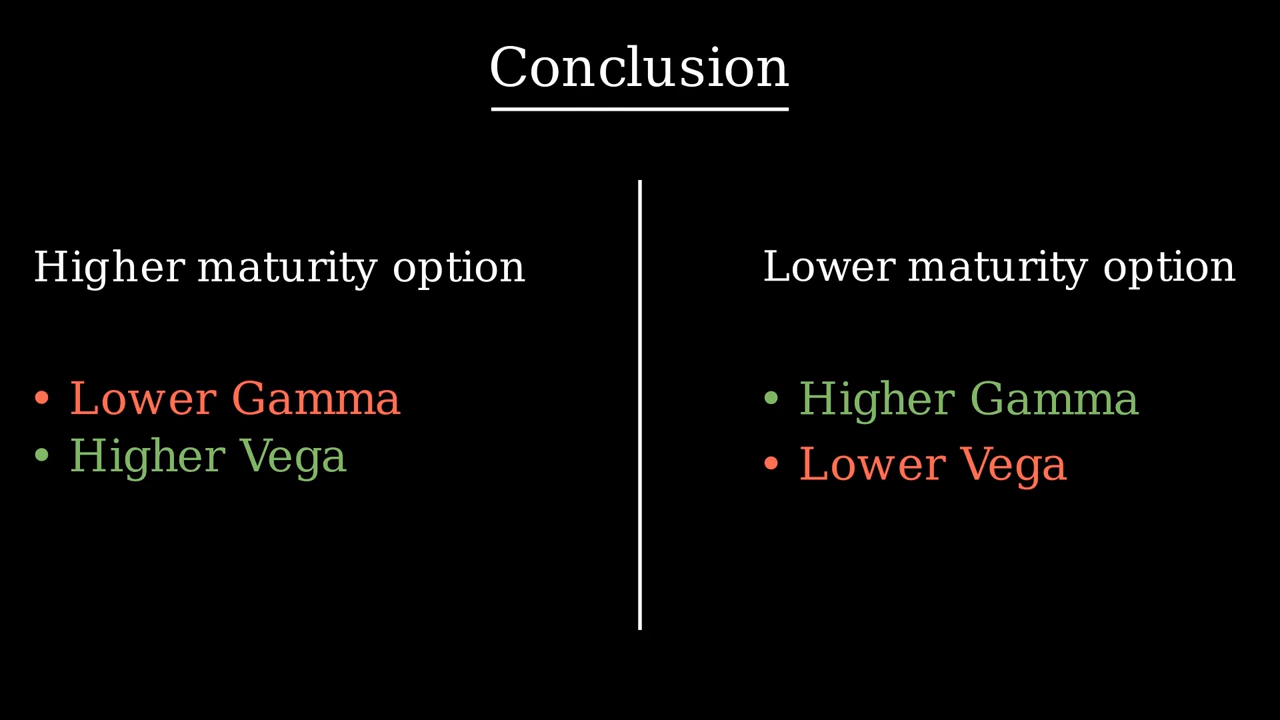 Conclusion
Higher maturity option
• Lower Gamma
• Higher Vega
Lower maturity option
• Higher Gamma
• Lower Vega